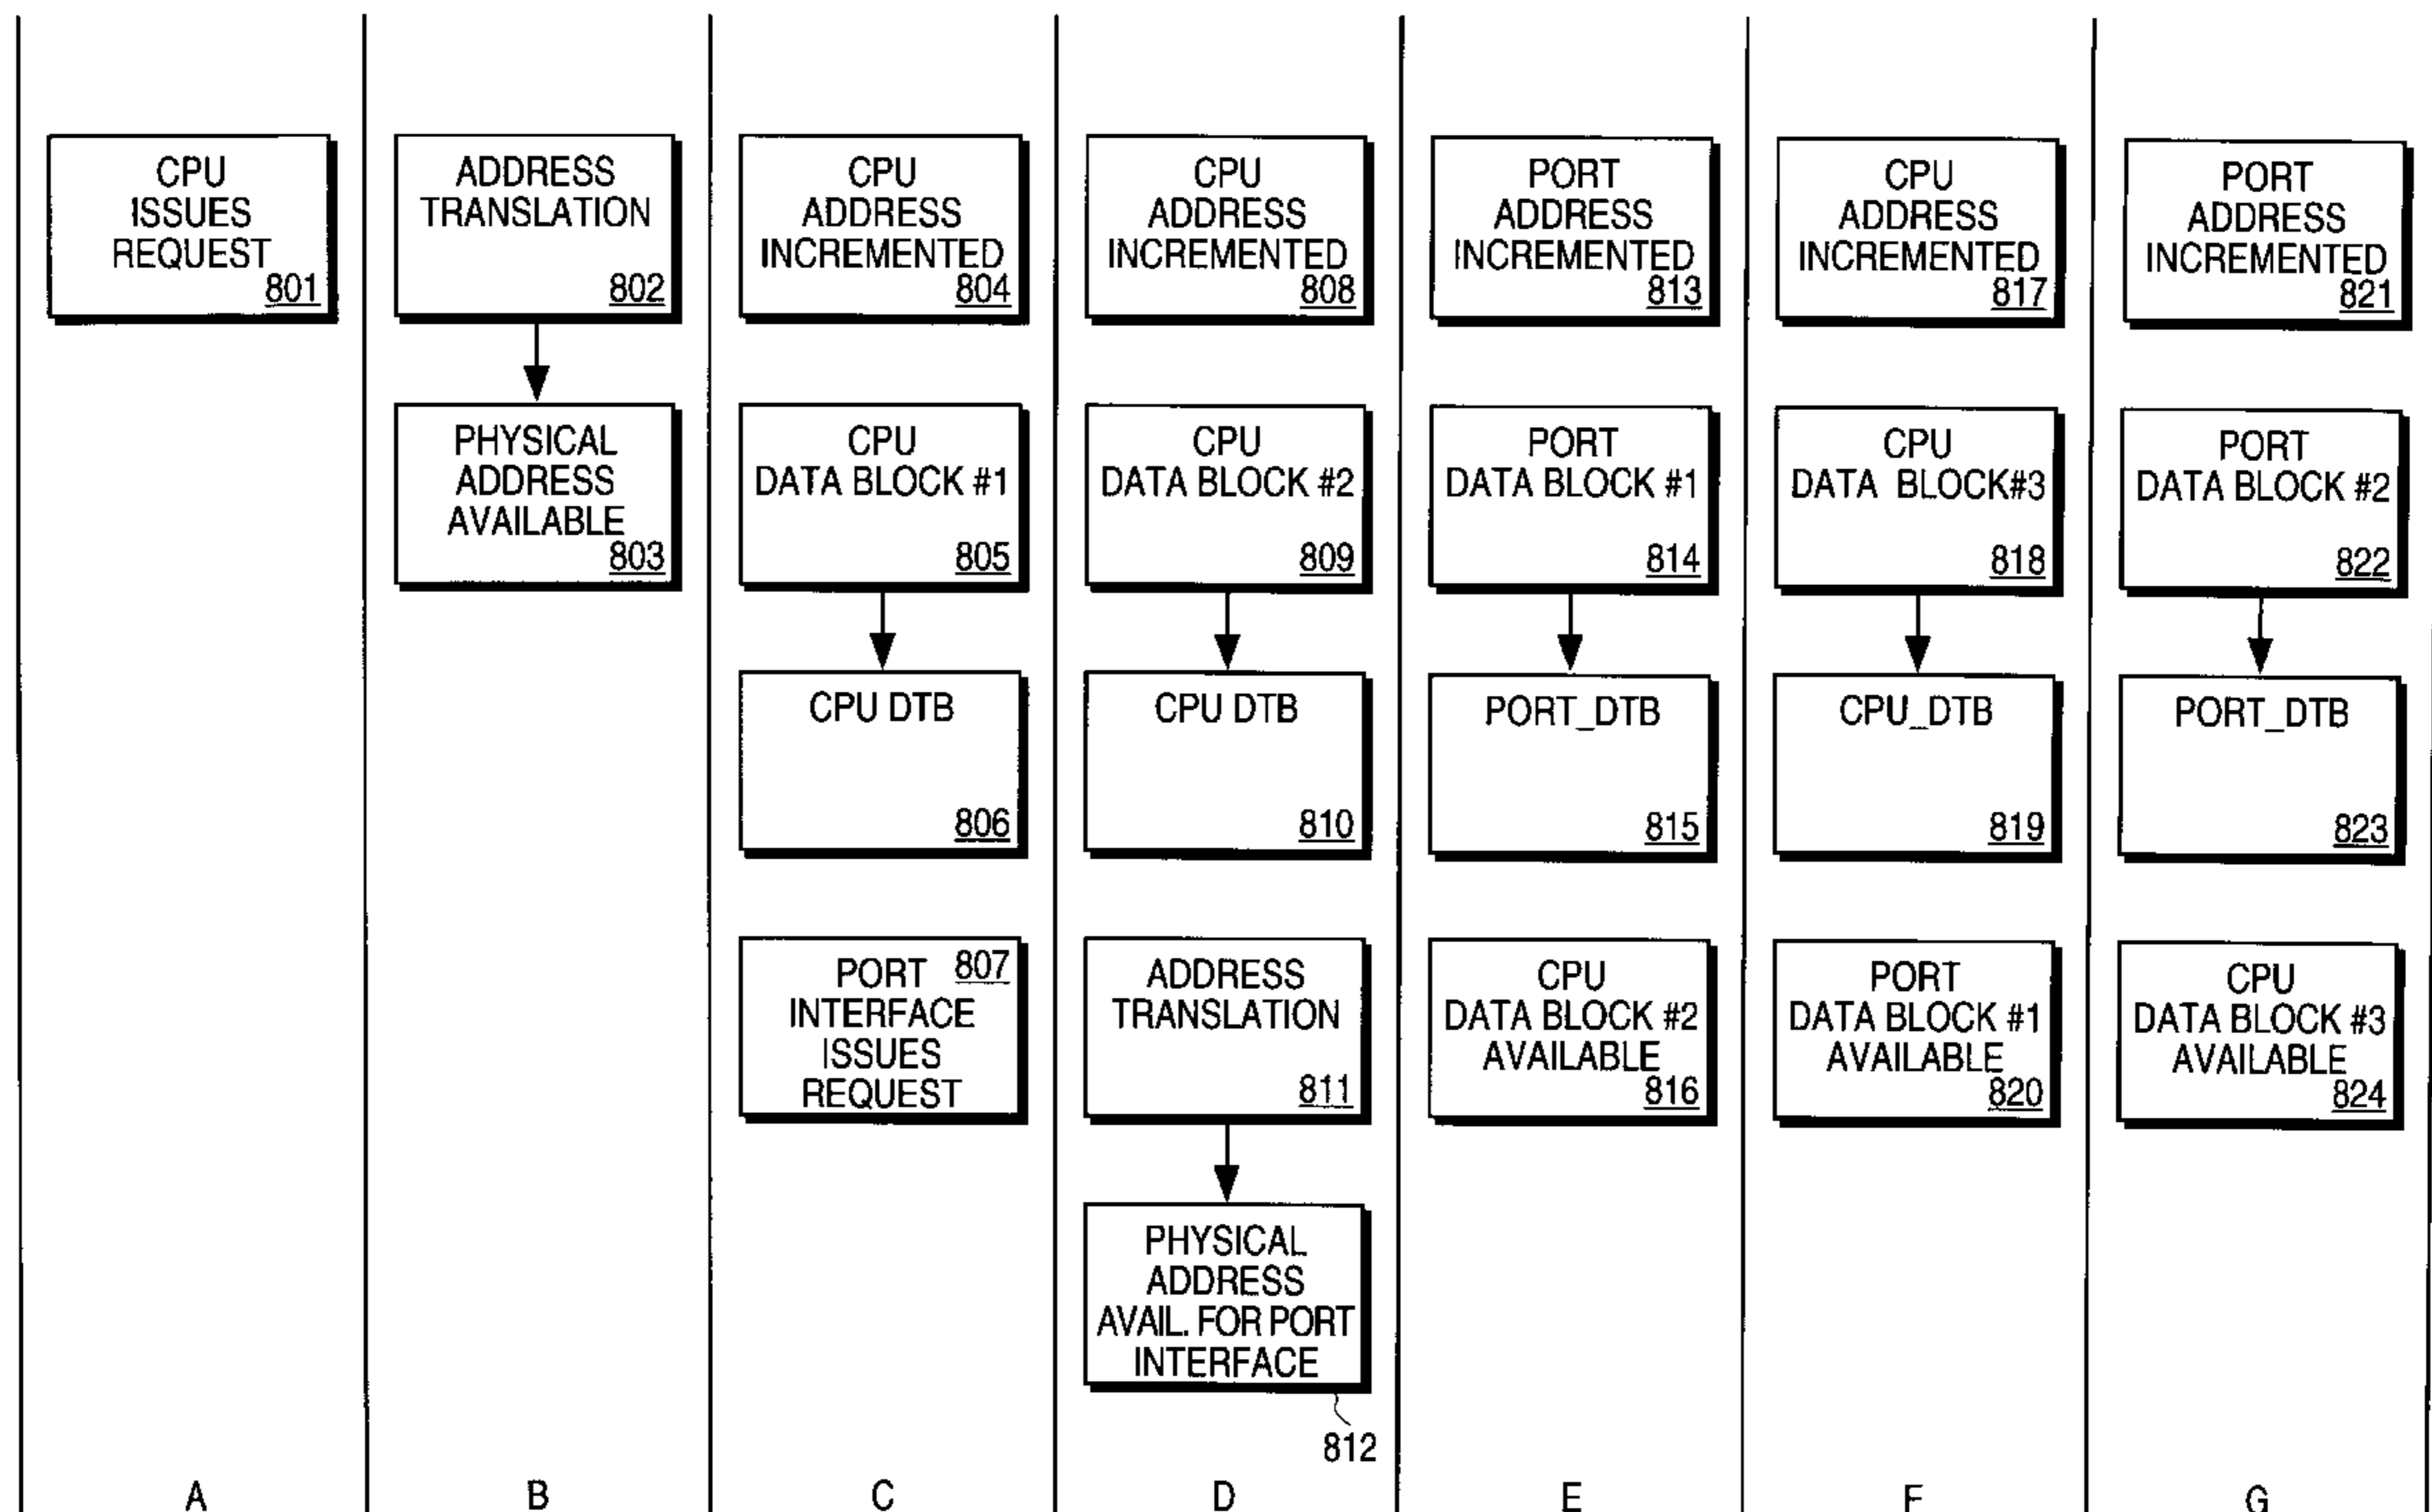 CPU
ISSUES
REQUEST
801
ADDRESS
TRANSLATION
802
PHYSICAL
ADDRESS
AVAILABLE
803
CPU
ADDRESS
INCREMENTED
804
CPU
DATA BLOCK #1
805
CPU DTB
806
PORT 807
INTERFACE
ISSUES
REQUEST
CPU
ADDRESS
INCREMENTED
808
CPU
DATA BLOCK #2
809
CPU DTB
810
ADDRESS
TRANSLATION
811
PHYSICAL
ADDRESS
AVAIL. FOR PORT
INTERFACE
812
PORT
ADDRESS
INCREMENTED
813
PORT
DATA BLOCK #1
814
PORT_DTB
815
CPU
DATA BLOCK #2
AVAILABLE
816
CPU
ADDRESS
INCREMENTED
817
CPU
DATA BLOCK#3
818
CPU_DTB
819
PORT
DATA BLOCK #1
AVAILABLE
820
PORT
ADDRESS
INCREMENTED
821
PORT
DATA BLOCK #2
822
PORT_DTB
823
CPU
DATA BLOCK #3
AVAILABLE
824
A B C D E F G